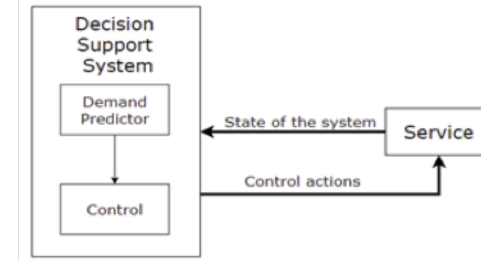 Decision
Support
System
Demand
Predictor
State of the system
Service
Control actions
Control